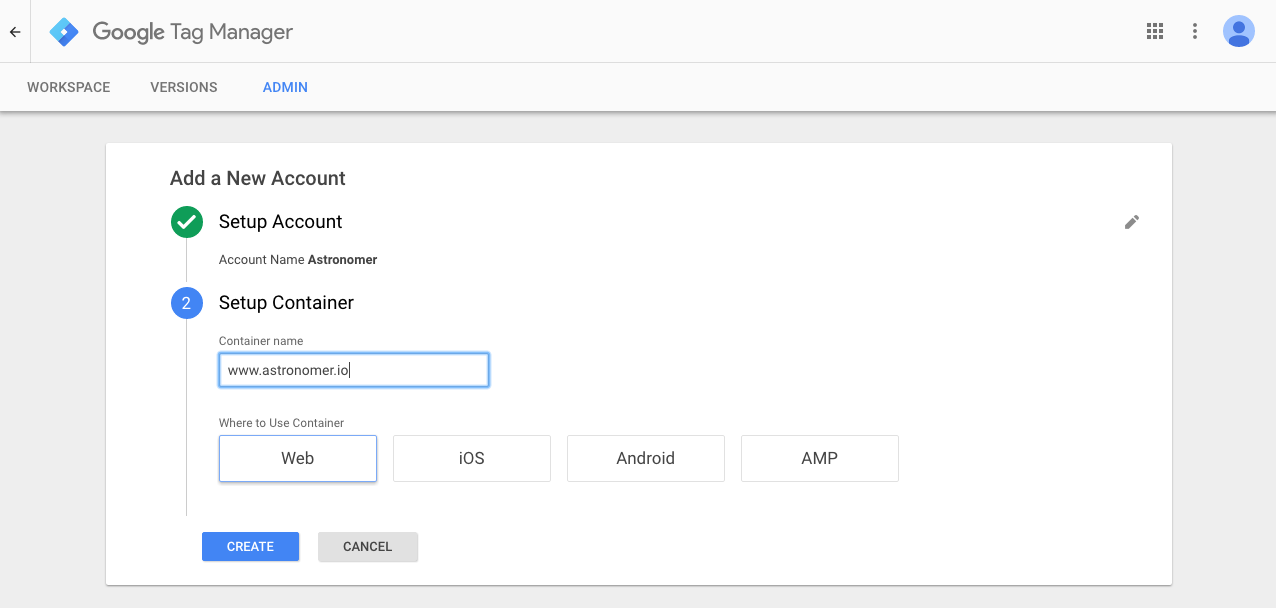 Google Tag Manager
WORKSPACE VERSIONS ADMIN
Add a New Account
Setup Account
Account Name Astronomer
2 Setup Container
Container name
www.astronomer.io
Where to Use Container
Web iOS Android AMP
CREATE CANCEL